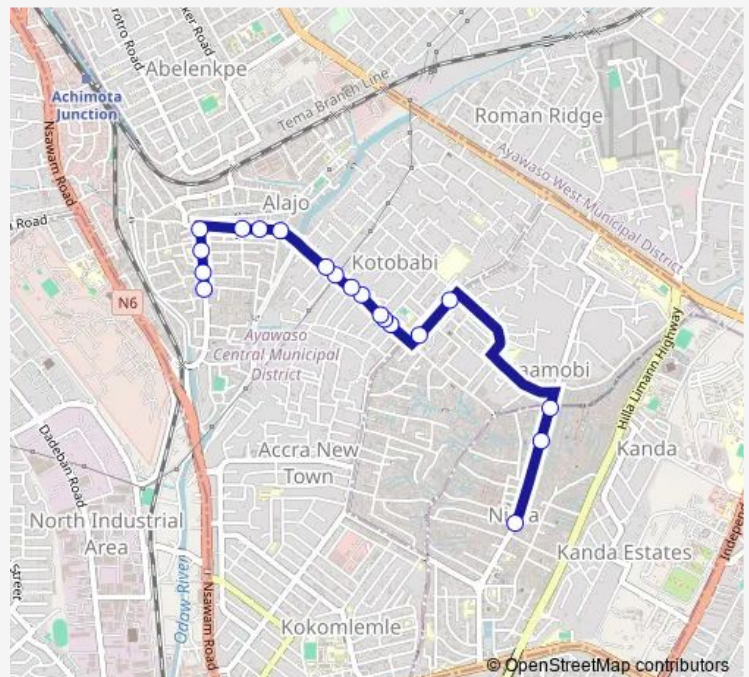 Abelenkpe
Achimota
Junction
Tema Branch Line
Roman Ridge
Nsawam Road
Ayawaso West Municipal District
Alajo
Road
Kotobabi
N6
Ayawaso
Central Municipal
District
aamobi
Hilla Limann Highway
Dadeban Road
Accra New
Town
Kanda
North Industrial
Area
Kanda Estates
Street
Odaw River
Nsawam Road
Kokomlemle
© OpenStreetMap contributors